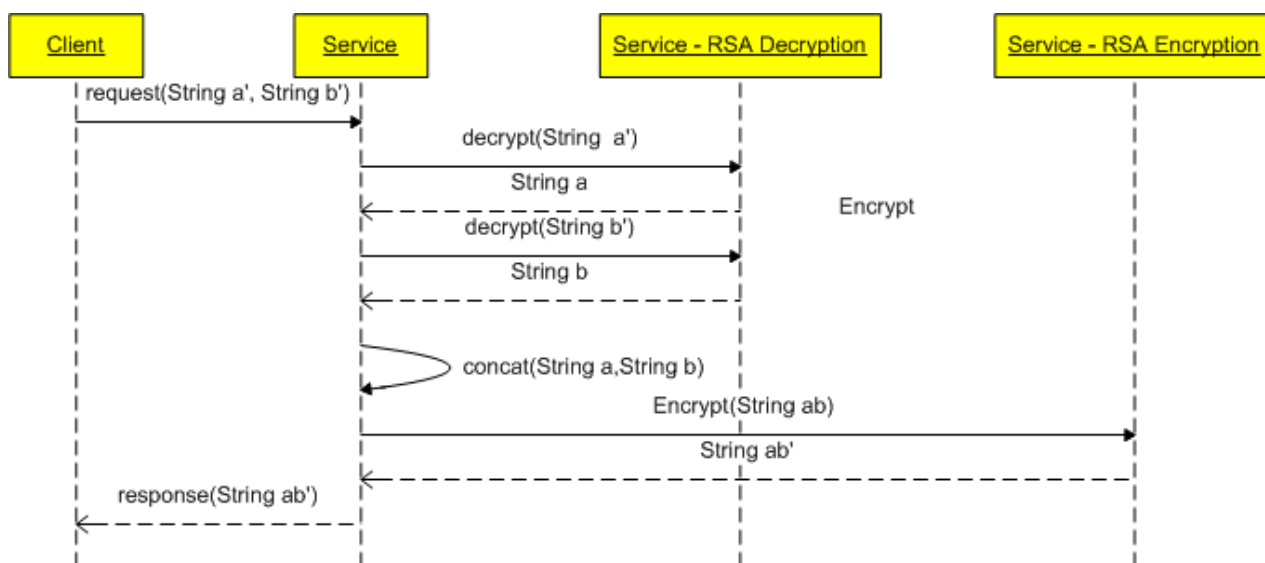 Client
Service
Service - RSA Decryption
Service - RSA Encryption
request(String a', String b')
decrypt(String  a')
String a
Encrypt
decrypt(String b')
String b
concat(String a,String b)
Encrypt(String ab)
String ab'
response(String ab')